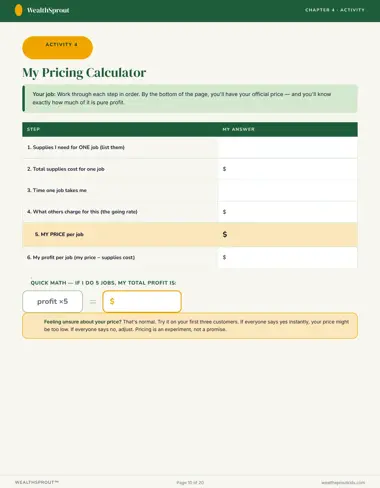 WealthSprout
CHAPTER 4 · ACTIVITY
ACTIVITY 4
My Pricing Calculator
Your job: Work through each step in order. By the bottom of the page, you'll have your official price — and you'll know
exactly how much of it is pure profit.
STEP MY ANSWER
1. Supplies I need for ONE job (list them)
2. Total supplies cost for one job $
3. Time one job takes me
4. What others charge for this (the going rate) $
5. MY PRICE per job $
6. My profit per job (my price − supplies cost) $
QUICK MATH — IF I DO 5 JOBS, MY TOTAL PROFIT IS:
profit ×5 = $
Feeling unsure about your price? That's normal. Try it on your first three customers. If everyone says yes instantly, your price might
be too low. If everyone says no, adjust. Pricing is an experiment, not a promise.
WEALTHSPROUT™ Page 10 of 20 wealthsproutedu.com